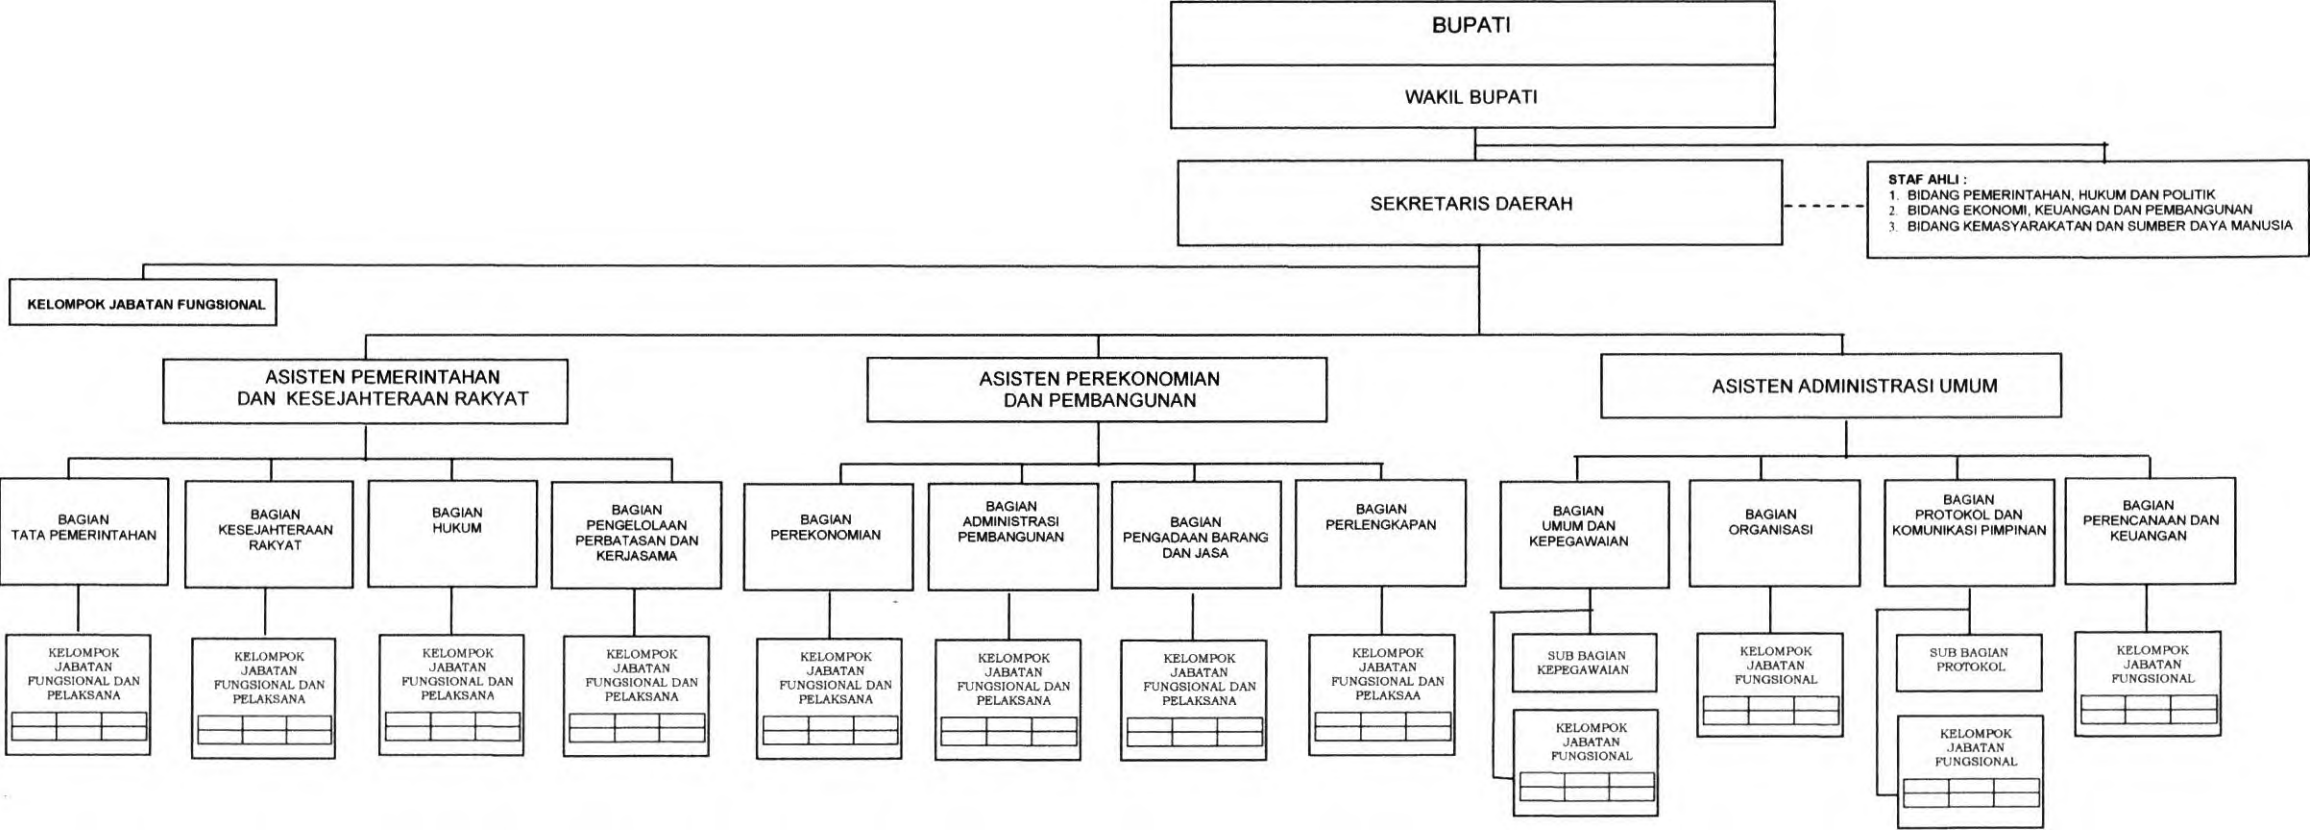 BUPATI
WAKIL BUPATI
SEKRETARIS DAERAH
STAF AHLI :
1. BIDANG PEMERINTAHAN, HUKUM DAN POLITIK
2. BIDANG EKONOMI, KEUANGAN DAN PEMBANGUNAN
3. BIDANG KEMASYARAKATAN DAN SUMBER DAYA MANUSIA
KELOMPOK JABATAN FUNGSIONAL
ASISTEN PEMERINTAHAN
DAN KESEJAHTERAAN RAKYAT
ASISTEN PEREKONOMIAN
DAN PEMBANGUNAN
ASISTEN ADMINISTRASI UMUM
BAGIAN
TATA PEMERINTAHAN
BAGIAN
KESEJAHTERAAN
RAKYAT
BAGIAN
HUKUM
BAGIAN
PENGELOLAAN
PERBATASAN DAN
KERJASAMA
BAGIAN
PEREKONOMIAN
BAGIAN
ADMINISTRASI
PEMBANGUNAN
BAGIAN
PENGADAAN BARANG
DAN JASA
BAGIAN
PERLENGKAPAN
BAGIAN
UMUM DAN
KEPEGAWAIAN
BAGIAN
ORGANISASI
BAGIAN
PROTOKOL DAN
KOMUNIKASI PIMPINAN
BAGIAN
PERENCANAAN DAN
KEUANGAN
KELOMPOK
JABATAN
FUNGSIONAL DAN
PELAKSANA
KELOMPOK
JABATAN
FUNGSIONAL DAN
PELAKSANA
KELOMPOK
JABATAN
FUNGSIONAL DAN
PELAKSANA
KELOMPOK
JABATAN
FUNGSIONAL DAN
PELAKSANA
KELOMPOK
JABATAN
FUNGSIONAL DAN
PELAKSANA
KELOMPOK
JABATAN
FUNGSIONAL DAN
PELAKSANA
KELOMPOK
JABATAN
FUNGSIONAL DAN
PELAKSANA
KELOMPOK
JABATAN
FUNGSIONAL DAN
PELAKSAA
SUB BAGIAN
KEPEGAWAIAN
KELOMPOK
JABATAN
FUNGSIONAL
KELOMPOK
JABATAN
FUNGSIONAL
SUB BAGIAN
PROTOKOL
KELOMPOK
JABATAN
FUNGSIONAL
KELOMPOK
JABATAN
FUNGSIONAL